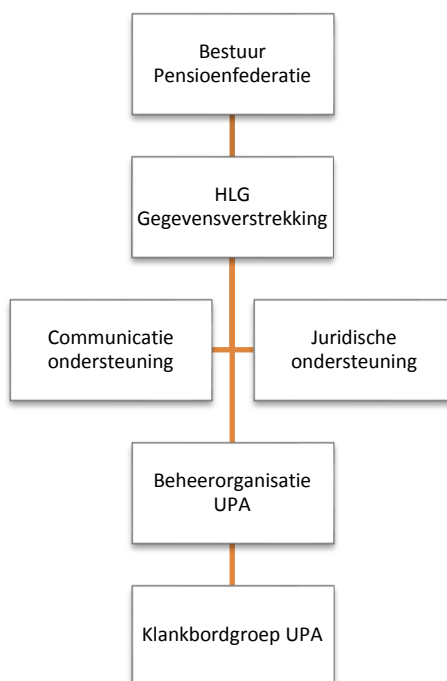 Bestuur
Pensioenfederatie
HLG
Gegevensverstrekking
Communicatie
ondersteuning
Juridische
ondersteuning
Beheerorganisatie
UPA
Klankbordgroep UPA